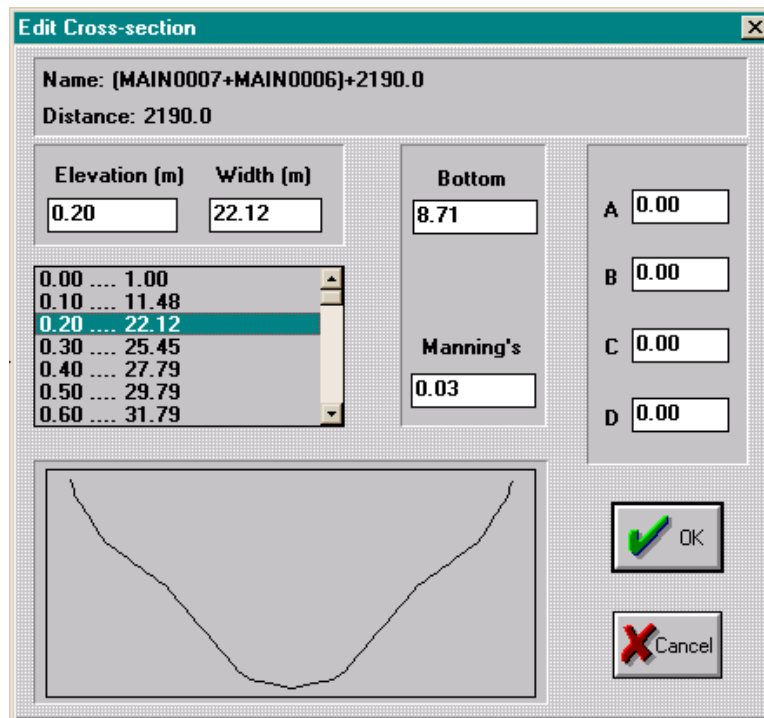 Edit Cross-section
Name: (MAIN0007+MAIN0006)+2190.0
Distance: 2190.0
Elevation (m) Width (m)
0.20 22.12
0.00 .... 1.00
0.10 .... 11.48
0.20 .... 22.12
0.30 .... 25.45
0.40 .... 27.79
0.50 .... 29.79
0.60 .... 31.79
Bottom
8.71
Manning's
0.03
A 0.00
B 0.00
C 0.00
D 0.00
OK
Cancel